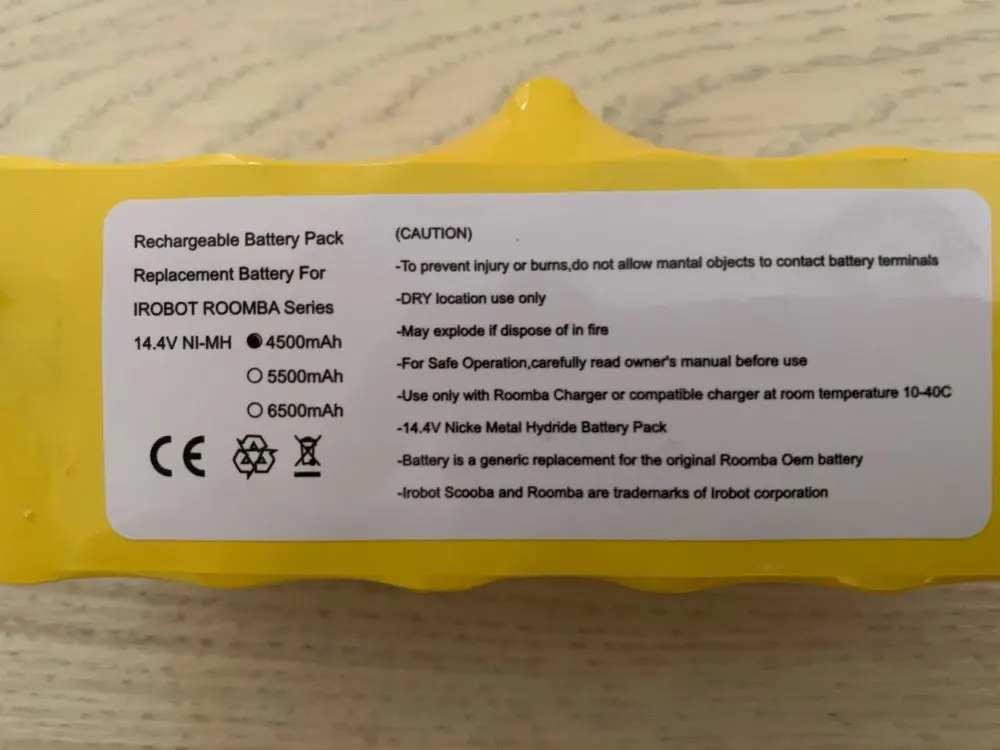 Rechargeable Battery Pack
Replacement Battery For
IROBOT ROOMBA Series
14.4V NI-MH 4500mAh
5500mAh
6500mAh
CE
(CAUTION)
-To prevent injury or burns,do not allow mantal objects to contact battery terminals
-DRY location use only
-May explode if dispose of in fire
-For Safe Operation,carefully read owner's manual before use
-Use only with Roomba Charger or compatible charger at room temperature 10-40C
-14.4V Nicke Metal Hydride Battery Pack
-Battery is a generic replacement for the original Roomba Oem battery
-Irobot Scooba and Roomba are trademarks of Irobot corporation